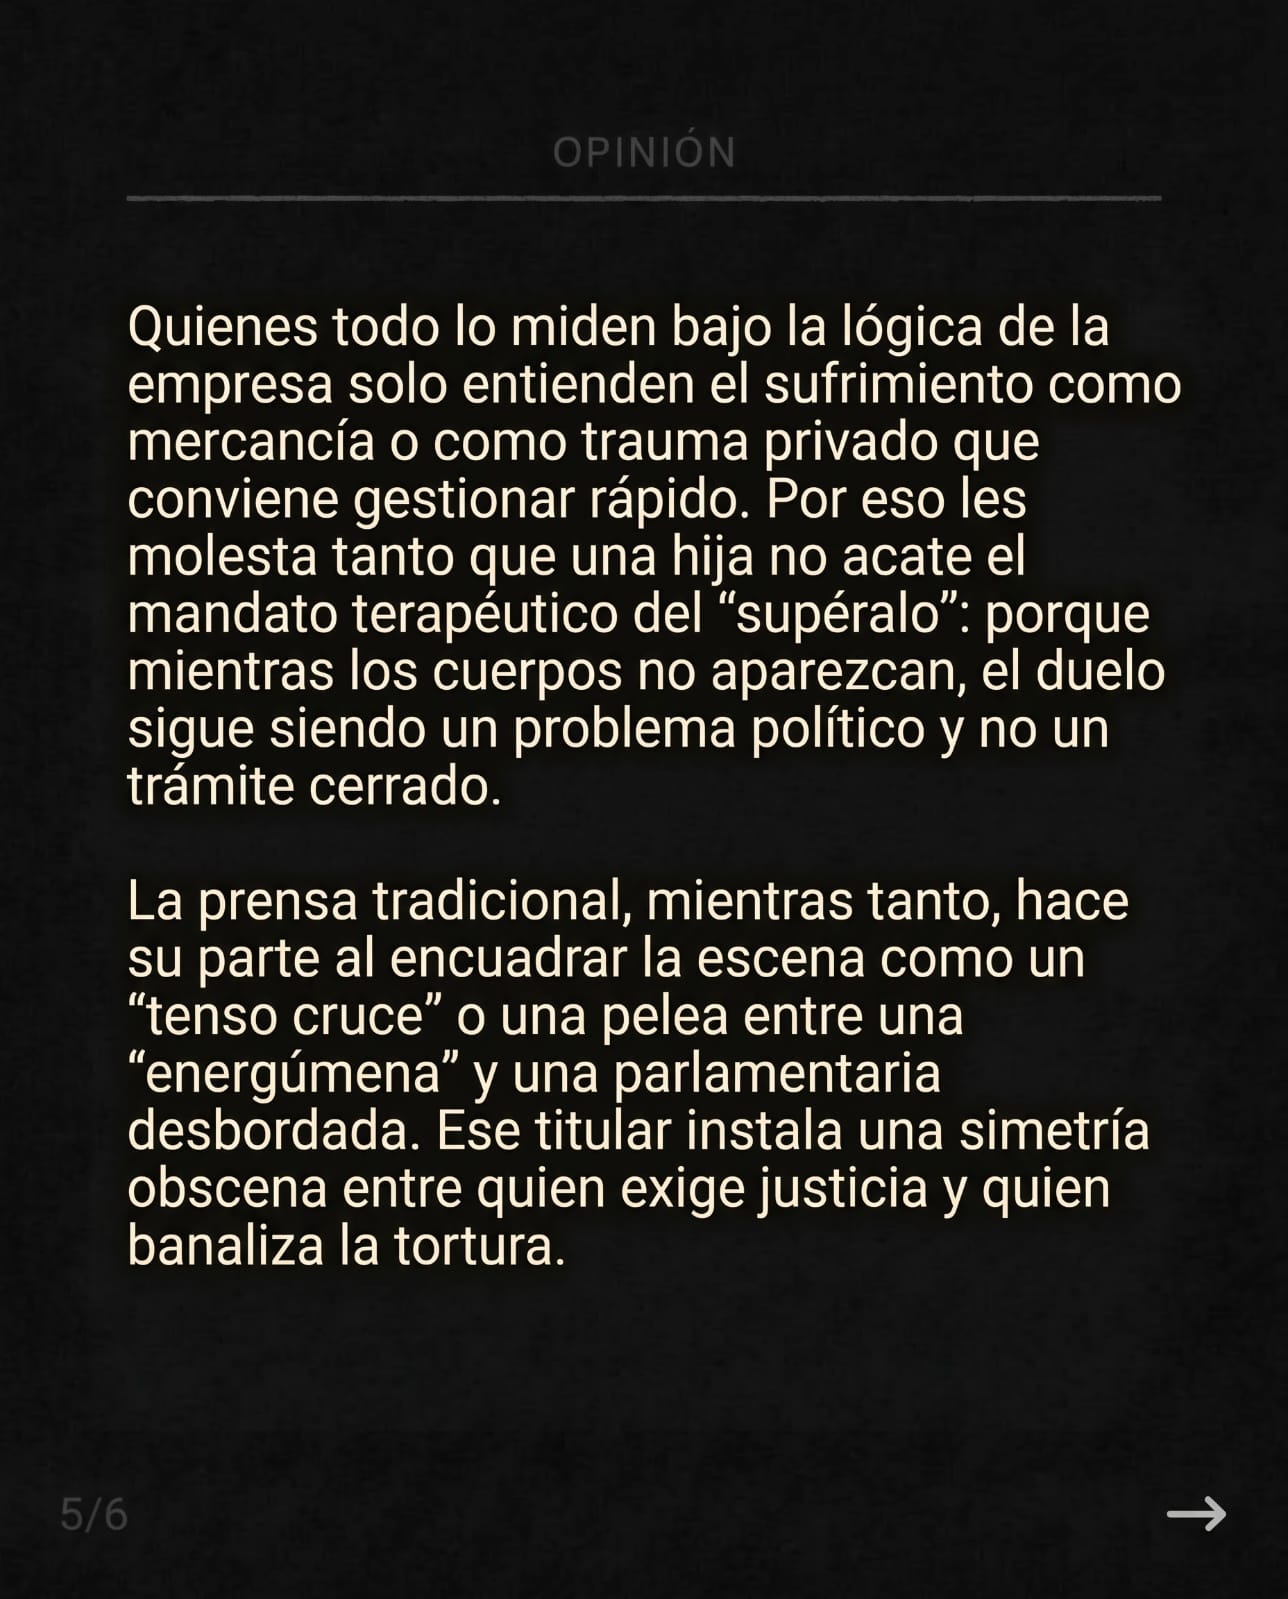 OPINIÓN
Quienes todo lo miden bajo la lógica de la
empresa solo entienden el sufrimiento como
mercancía o como trauma privado que
conviene gestionar rápido. Por eso les
molesta tanto que una hija no acate el
mandato terapéutico del “supéralo”: porque
mientras los cuerpos no aparezcan, el duelo
sigue siendo un problema político y no un
trámite cerrado.
La prensa tradicional, mientras tanto, hace
su parte al encuadrar la escena como un
“tenso cruce” o una pelea entre una
“energúmena” y una parlamentaria
desbordada. Ese titular instala una simetría
obscena entre quien exige justicia y quien
banaliza la tortura.
5/6